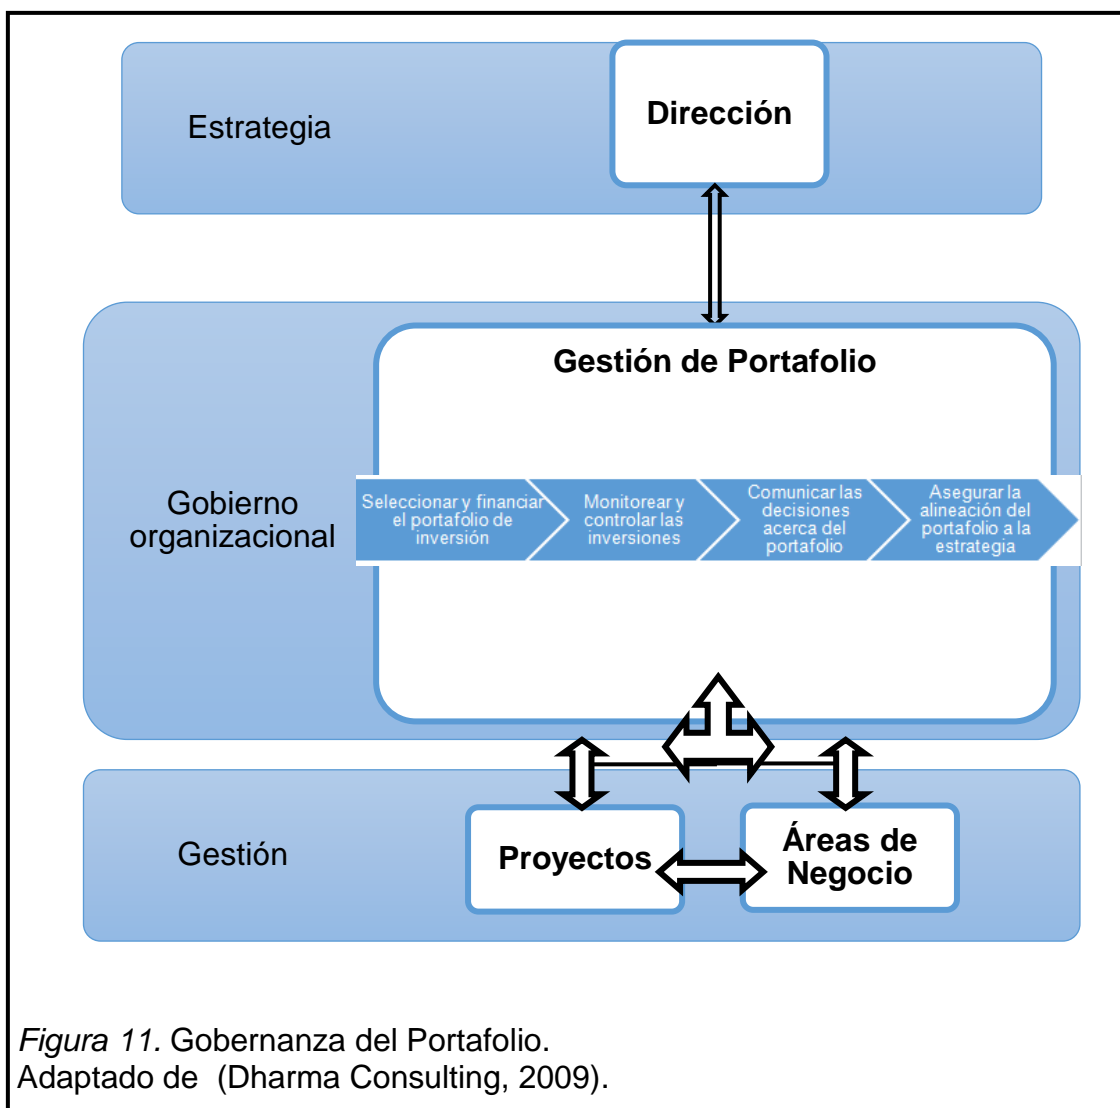 Estrategia
Dirección
Gestión de Portafolio
Gobierno
organizacional
Seleccionar y financiar
el portafolio de
inversión
Monitorear y
controlar las
inversiones
Comunicar las
decisiones
acerca del
portafolio
Asegurar la
alineación del
portafolio a la
estrategia
Gestión
Proyectos
Áreas de
Negocio
Figura 11. Gobernanza del Portafolio.
Adaptado de (Dharma Consulting, 2009).